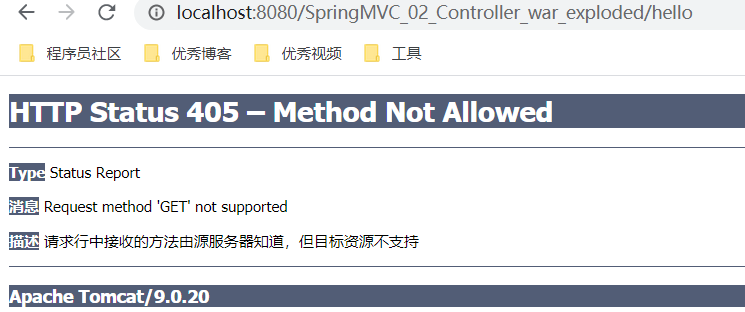 localhost:8080/SpringMVC_02_Controller_war_exploded/hello
程序员社区 优秀博客 优秀视频 工具
HTTP Status 405 – Method Not Allowed
Type Status Report
消息 Request method 'GET' not supported
描述 请求行中接收的方法由源服务器知道，但目标资源不支持
Apache Tomcat/9.0.20